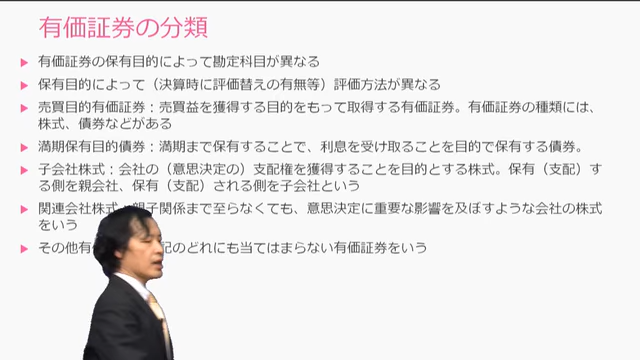 有価証券の分類
有価証券の保有目的によって勘定科目が異なる
保有目的によって（決算時に評価替えの有無等）評価方法が異なる
売買目的有価証券：売買益を獲得する目的をもって取得する有価証券。有価証券の種類には、
株式、債券などがある
満期保有目的債券：満期まで保有することで、利息を受け取ることを目的で保有する債券。
子会社株式：会社の（意思決定の）支配権を獲得することを目的とする株式。保有（支配）す
る側を親会社、保有（支配）される側を子会社という
関連会社株式：親子関係まで至らなくても、意思決定に重要な影響を及ぼすような会社の株式
をいう
その他有 記のどれにも当てはまらない有価証券をいう